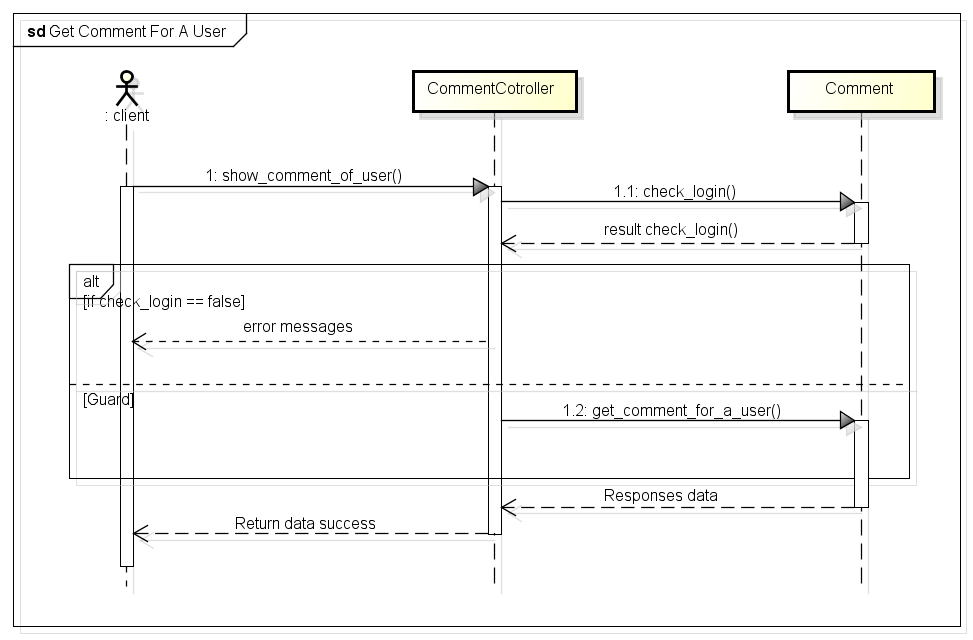 sd Get Comment For A User
: client
CommentCotroller
Comment
1: show_comment_of_user()
1.1: check_login()
result check_login()
alt
[if check_login == false]
error messages
[Guard]
1.2: get_comment_for_a_user()
Responses data
Return data success